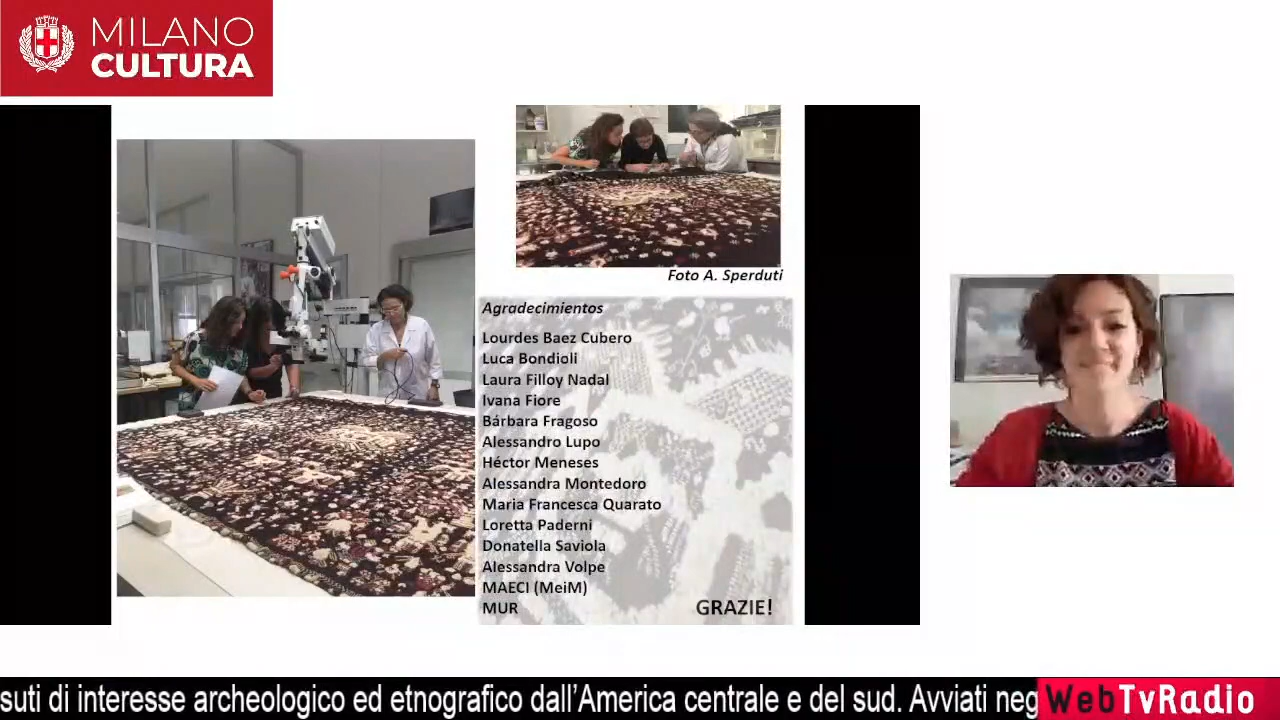 MILANO
CULTURA
Foto A. Sperduti
Agradecimientos
Lourdes Baez Cubero
Luca Bondioli
Laura Filloy Nadal
Ivana Fiore
Bárbara Fragoso
Alessandro Lupo
Héctor Meneses
Alessandra Montedoro
Maria Francesca Quarato
Loretta Paderni
Donatella Saviola
Alessandra Volpe
MAECI (MeiM)
MUR
GRAZIE!
suti di interesse archeologico ed etnografico dall'America centrale e del sud. Avviati neg
WebTvRadio